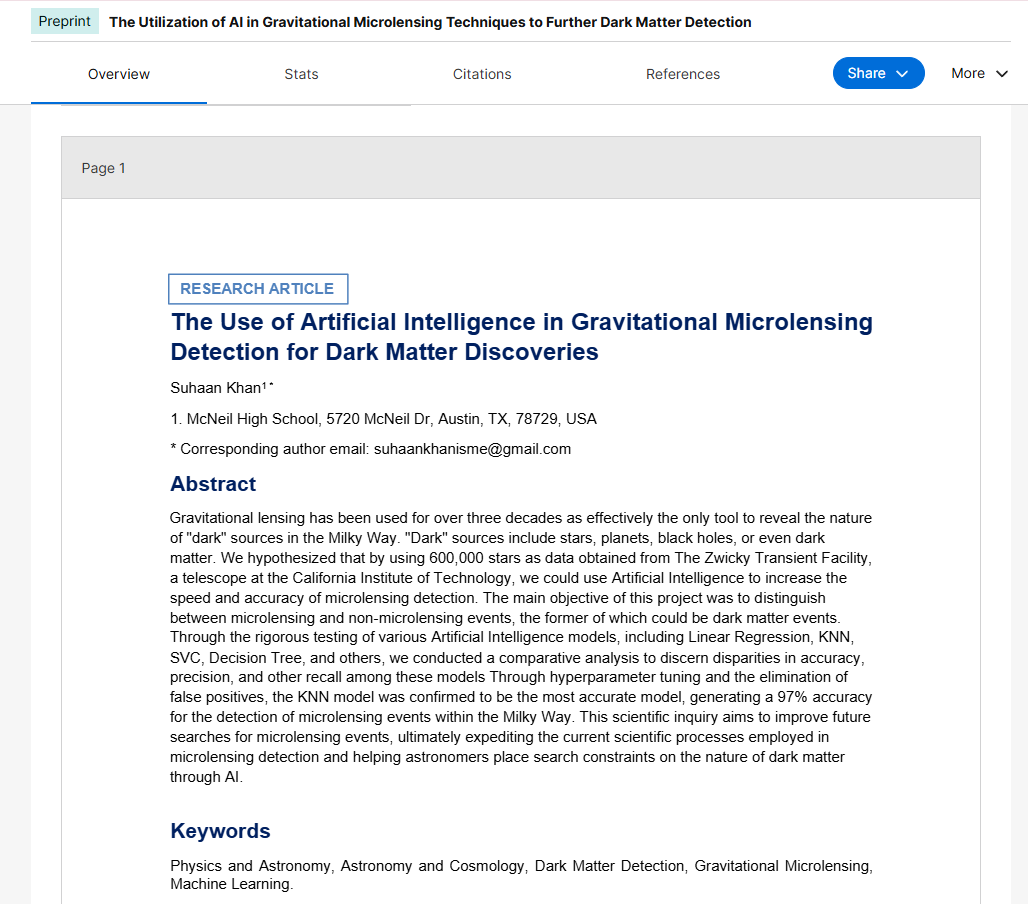 Preprint The Utilization of AI in Gravitational Microlensing Techniques to Further Dark Matter Detection
Overview Stats Citations References Share More
Page 1
RESEARCH ARTICLE
The Use of Artificial Intelligence in Gravitational Microlensing
Detection for Dark Matter Discoveries
Suhaan Khan¹*
1. McNeil High School, 5720 McNeil Dr, Austin, TX, 78729, USA
* Corresponding author email: suhaankhanisme@gmail.com
Abstract
Gravitational lensing has been used for over three decades as effectively the only tool to reveal the nature
of "dark" sources in the Milky Way. "Dark" sources include stars, planets, black holes, or even dark
matter. We hypothesized that by using 600,000 stars as data obtained from The Zwicky Transient Facility,
a telescope at the California Institute of Technology, we could use Artificial Intelligence to increase the
speed and accuracy of microlensing detection. The main objective of this project was to distinguish
between microlensing and non-microlensing events, the former of which could be dark matter events.
Through the rigorous testing of various Artificial Intelligence models, including Linear Regression, KNN,
SVC, Decision Tree, and others, we conducted a comparative analysis to discern disparities in accuracy,
precision, and other recall among these models Through hyperparameter tuning and the elimination of
false positives, the KNN model was confirmed to be the most accurate model, generating a 97% accuracy
for the detection of microlensing events within the Milky Way. This scientific inquiry aims to improve future
searches for microlensing events, ultimately expediting the current scientific processes employed in
microlensing detection and helping astronomers place search constraints on the nature of dark matter
through AI.
Keywords
Physics and Astronomy, Astronomy and Cosmology, Dark Matter Detection, Gravitational Microlensing,
Machine Learning.